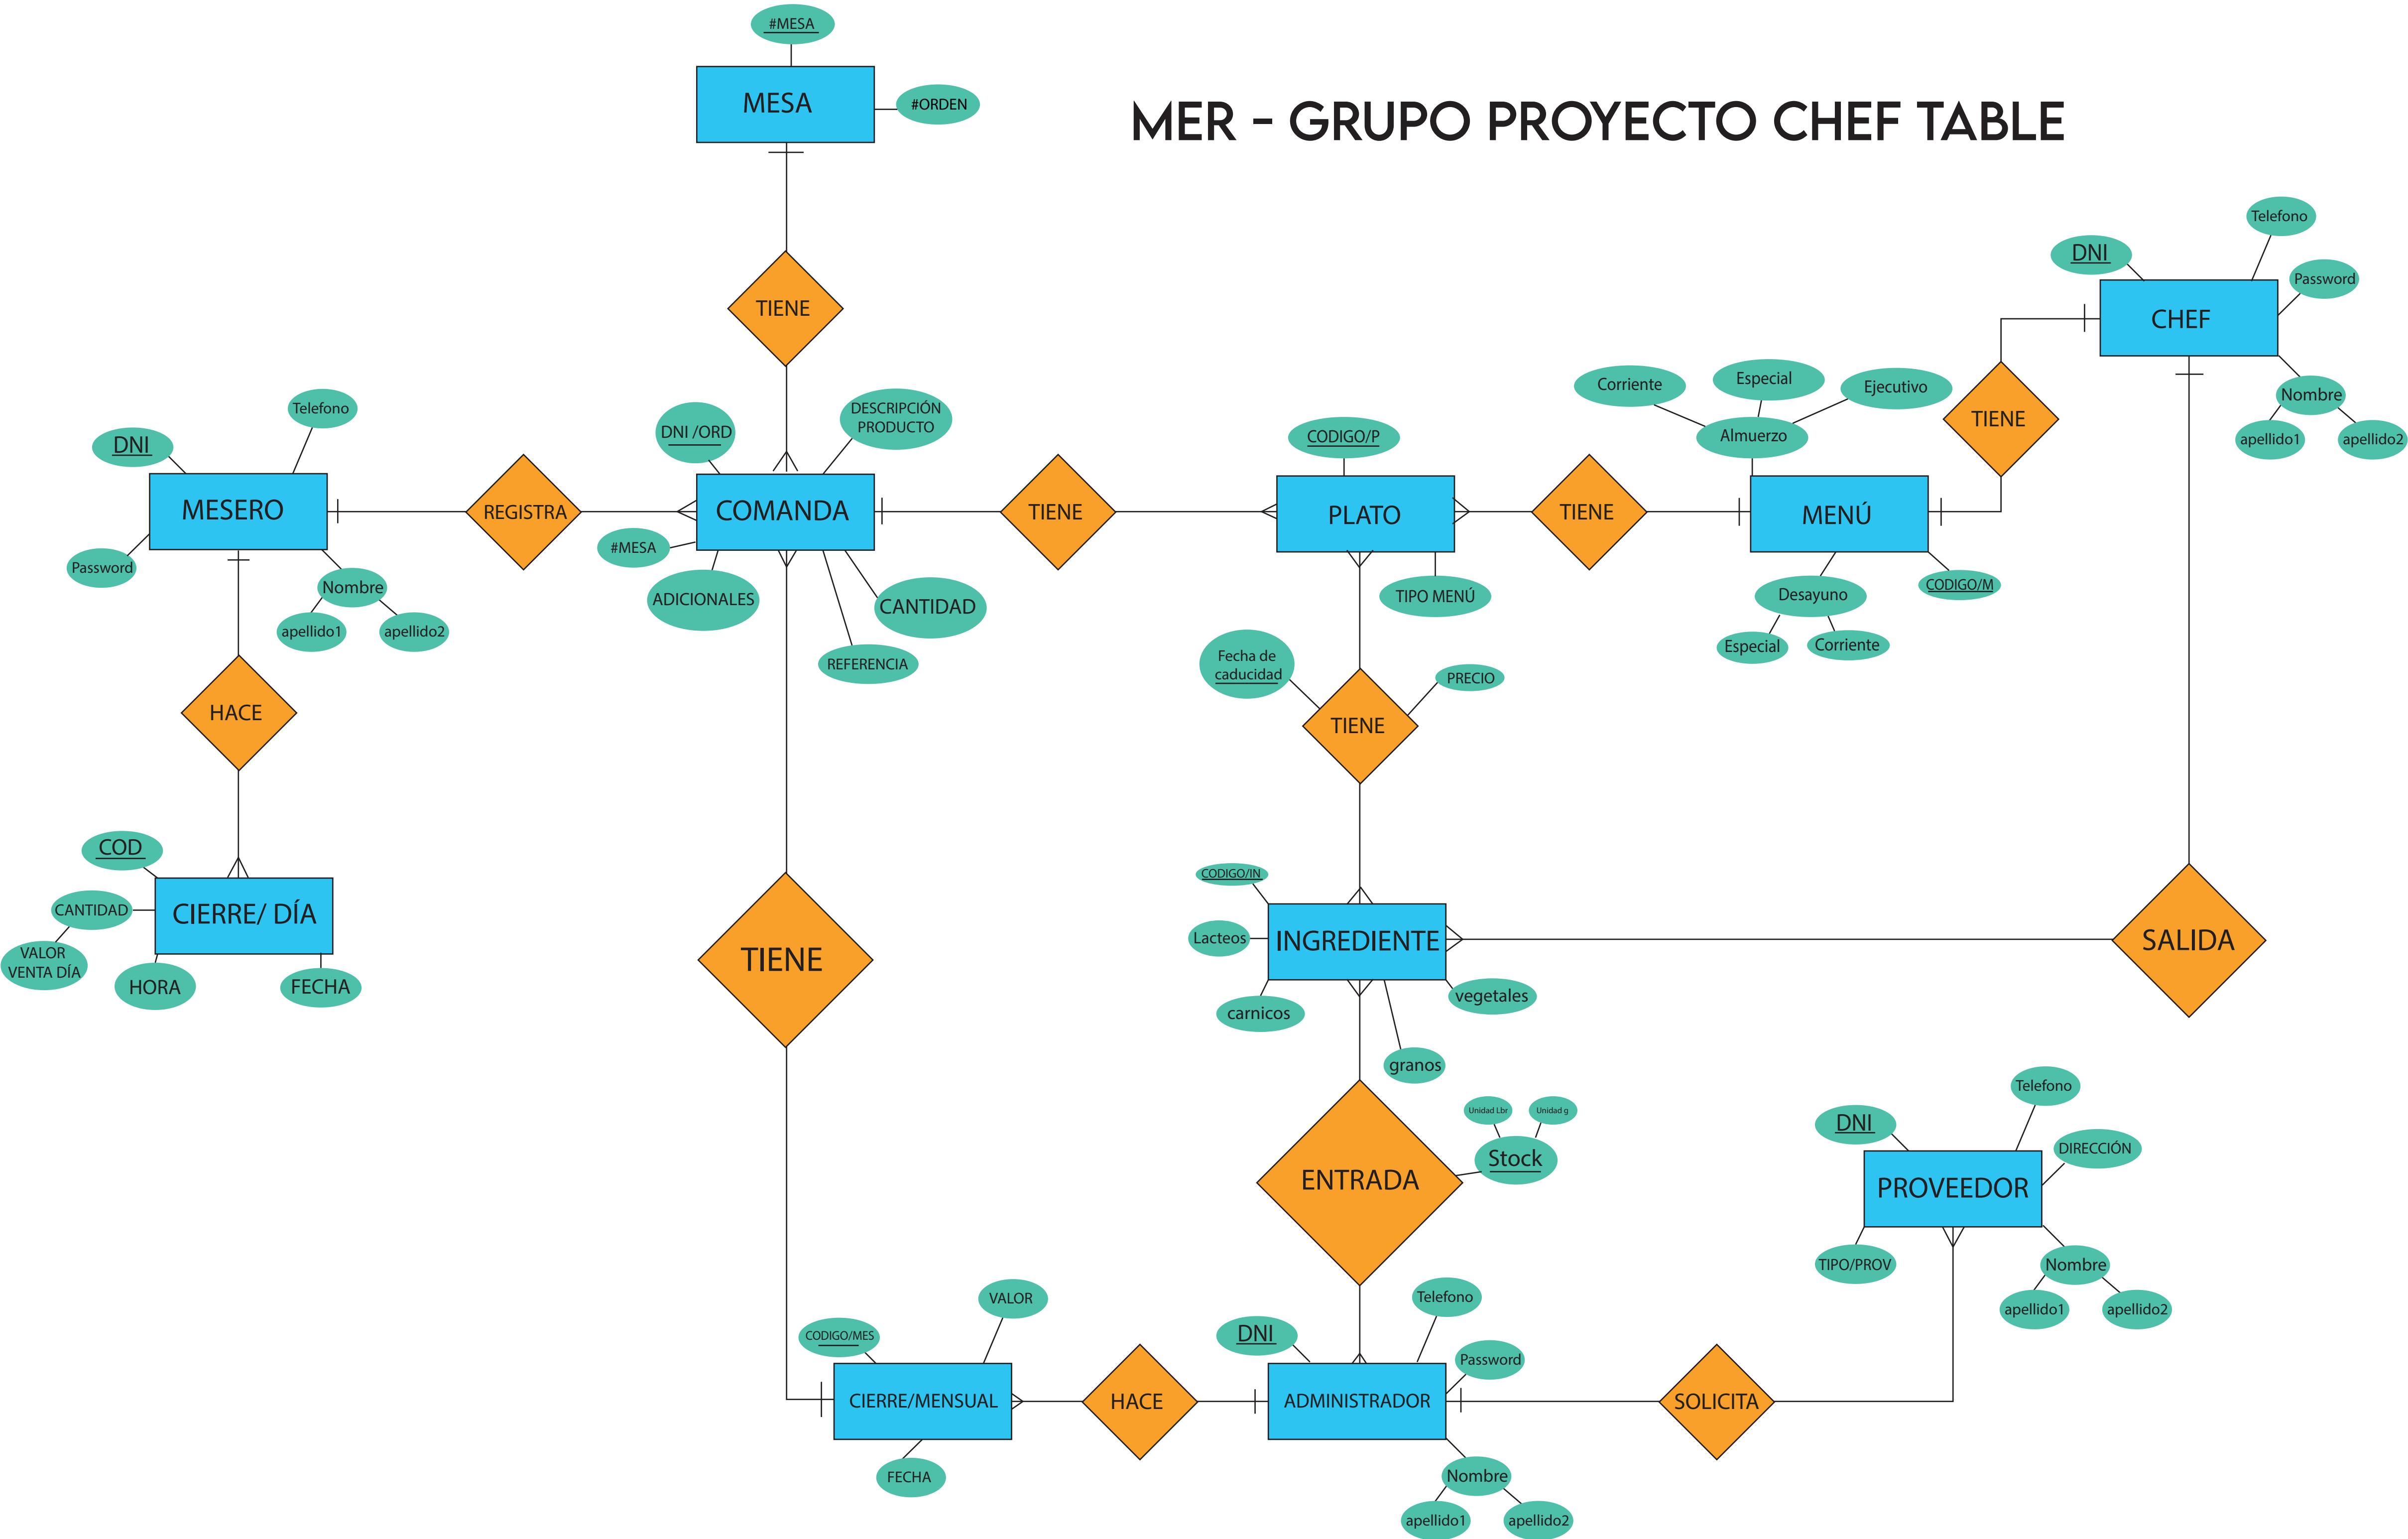 #MESA
MESA
#ORDEN
MER - GRUPO PROYECTO CHEF TABLE
TIENE
Telefono
DNI
Password
CHEF
Nombre
apellido1
apellido2
TIENE
Corriente
Especial
Ejecutivo
Almuerzo
Telefono
DNI
MESERO
Password
Nombre
apellido1
apellido2
REGISTRA
DNI /ORD
DESCRIPCIÓN
PRODUCTO
COMANDA
#MESA
ADICIONALES
CANTIDAD
REFERENCIA
TIENE
CODIGO/P
PLATO
TIPO MENÚ
TIENE
MENÚ
CODIGO/M
Desayuno
Especial
Corriente
HACE
Fecha de
caducidad
PRECIO
TIENE
COD
CANTIDAD
CIERRE/ DÍA
VALOR
VENTA DÍA
HORA
FECHA
TIENE
CODIGO/IN
Lacteos
INGREDIENTE
carnicos
vegetales
granos
SALIDA
Unidad Lbr
Unidad g
Stock
ENTRADA
Telefono
DNI
DIRECCIÓN
PROVEEDOR
TIPO/PROV
Nombre
apellido1
apellido2
VALOR
CODIGO/MES
CIERRE/MENSUAL
FECHA
HACE
Telefono
DNI
Password
ADMINISTRADOR
Nombre
apellido1
apellido2
SOLICITA